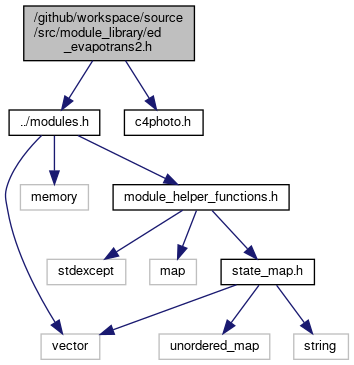 /github/workspace/source
/src/module_library/ed
_evapotrans2.h
../modules.h
c4photo.h
memory
module_helper_functions.h
stdexcept
map
state_map.h
vector
unordered_map
string